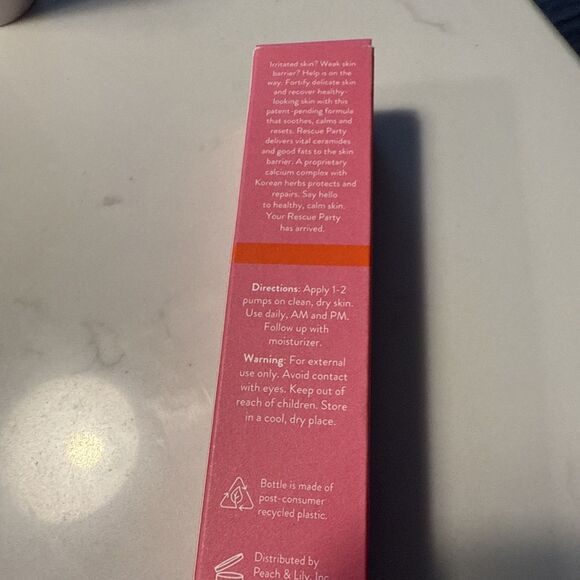 Irritated skin? Weak skin
barrier? Help is on the
way. Fortify delicate skin
and recover healthy-
looking skin with this
patent-pending formula
that soothes, calms and
resets. Rescue Party
delivers vital ceramides
and good fats to the skin
barrier. A proprietary
calcium complex with
Korean herbs protects and
repairs. Say hello
to healthy, calm skin.
Your Rescue Party
has arrived.
Directions: Apply 1-2
pumps on clean, dry skin.
Use daily, AM and PM.
Follow up with
moisturizer.
Warning: For external
use only. Avoid contact
with eyes. Keep out of
reach of children. Store
in a cool, dry place.
Bottle is made of
post-consumer
recycled plastic.
Distributed by
Peach & Lily, Inc